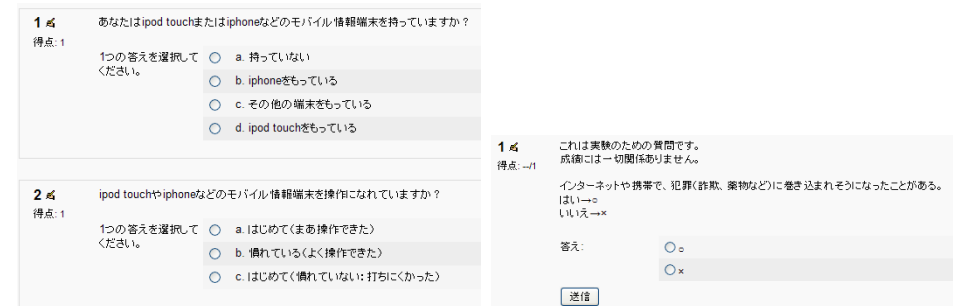 1
得点: 1
あなたはipod touchまたはiphoneなどのモバイル情報端末を持っていますか？
1つの答えを選択して
ください。
a. 持っていない
b. iphoneをもっている
c. その他の端末をもっている
d. ipod touchをもっている
2
得点: 1
ipod touchやiphoneなどのモバイル情報端末を操作になれていますか？
1つの答えを選択して
ください。
a. はじめて（まあ操作できた）
b. 慣れている（よく操作できた）
c. はじめて（慣れていない：打ちにくかった）
1
得点: --/1
これは実験のための質問です。
成績には一切関係ありません。
インターネットや携帯で、犯罪（詐欺、薬物など）に巻き込まれそうになったことがある。
はい→○
いいえ→×
答え:
○
×
送信